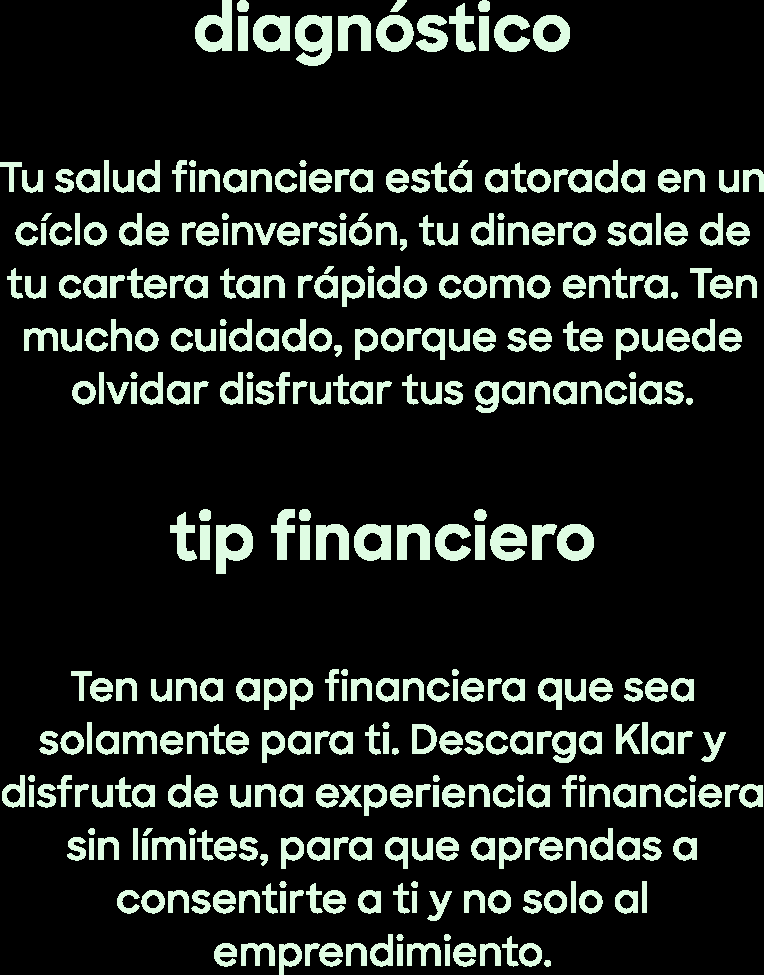 diagnóstico
Tu salud financiera está atorada en un
cíclo de reinversión, tu dinero sale de
tu cartera tan rápido como entra. Ten
mucho cuidado, porque se te puede
olvidar disfrutar tus ganancias.
tip financiero
Ten una app financiera que sea
solamente para ti. Descarga Klar y
disfruta de una experiencia financiera
sin límites, para que aprendas a
consentirte a ti y no solo al
emprendimiento.